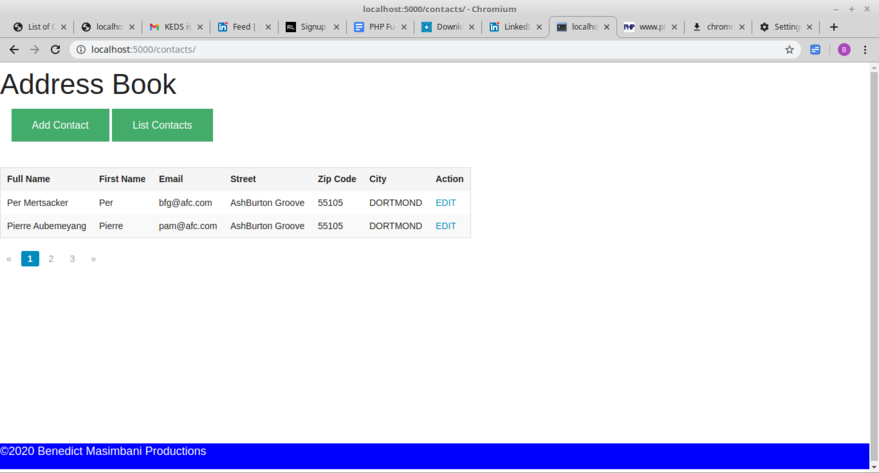 localhost:5000/contacts/ - Chromium
List of localho KEDS is Feed | Signup PHP Fu Downlo LinkedI localho www.p chrom Setting
localhost:5000/contacts/
Address Book
Add Contact List Contacts
Full Name First Name Email Street Zip Code City Action
Per Mertsacker Per bfg@afc.com AshBurton Groove 55105 DORTMOND EDIT
Pierre Aubemeyang Pierre pam@afc.com AshBurton Groove 55105 DORTMOND EDIT
« 1 2 3 »
©2020 Benedict Masimbani Productions